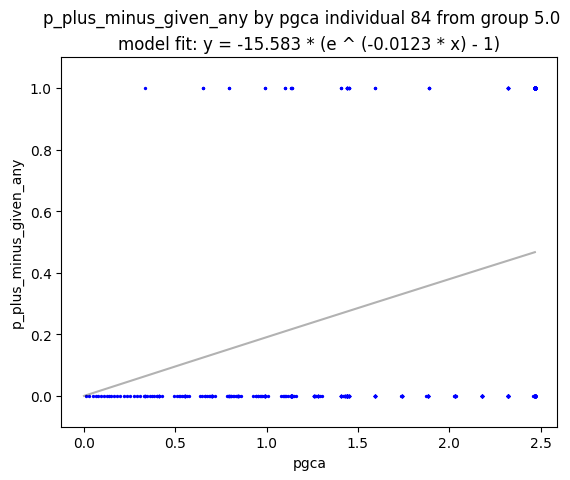 p_plus_minus_given_any by pgca individual 84 from group 5.0
model fit: y = -15.583 * (e ^ (-0.0123 * x) - 1)
1.0
0.8
0.6
0.4
0.2
0.0
p_plus_minus_given_any
0.0 0.5 1.0 1.5 2.0 2.5
pgca